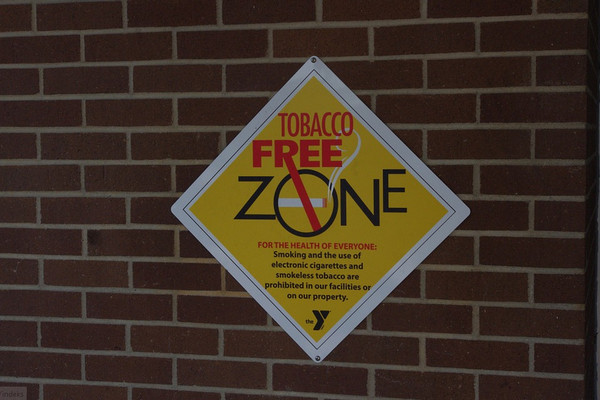 TOBACCO
FREE
ZONE
FOR THE HEALTH OF EVERYONE:
Smoking and the use of
electronic cigarettes and
smokeless tobacco are
prohibited in our facilities or
on our property.
the Y